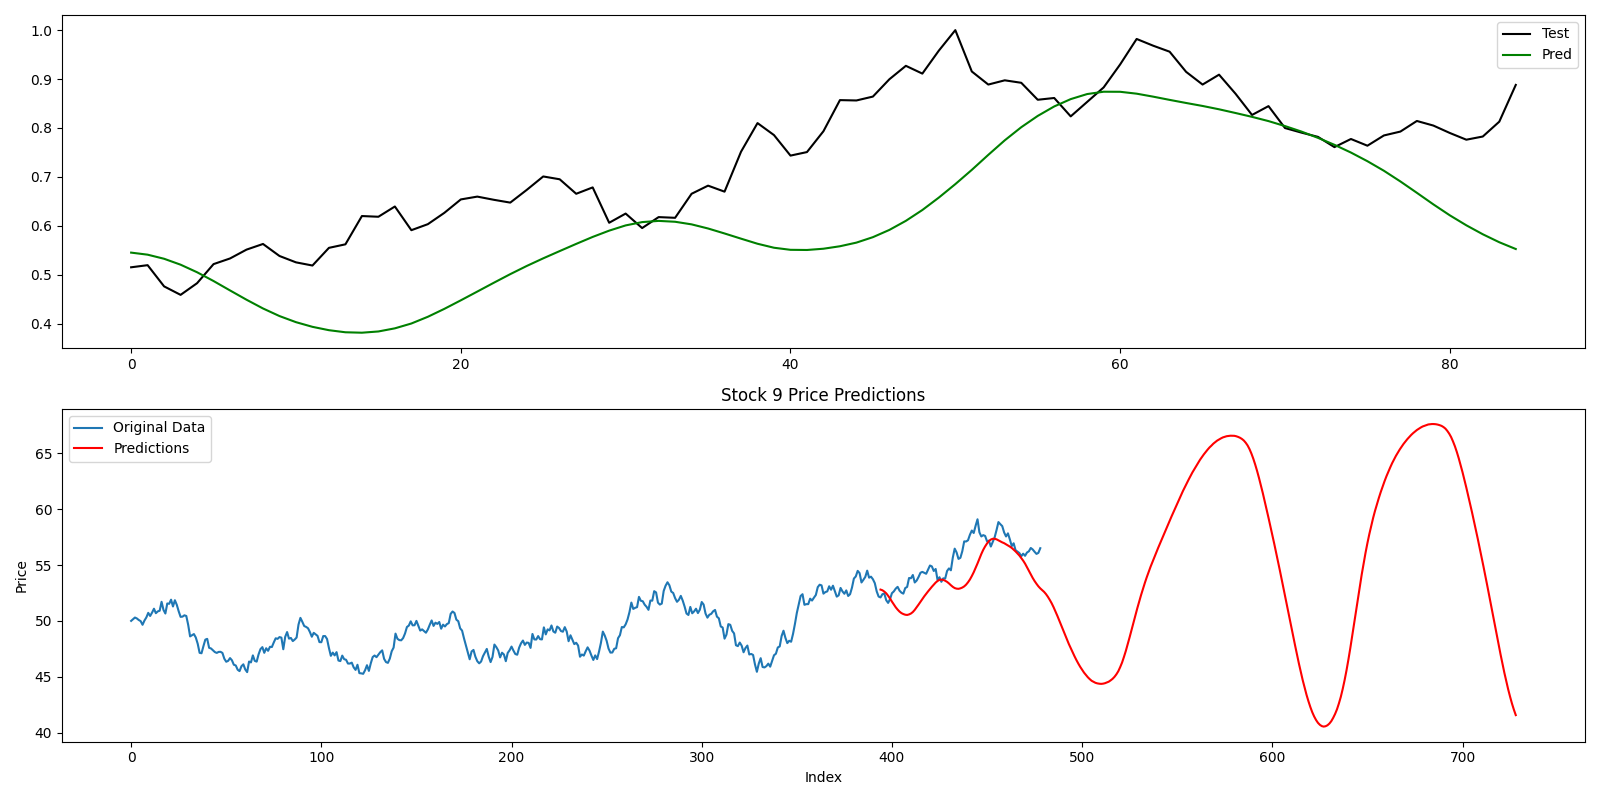 1.0
0.9
0.8
0.7
0.6
0.5
0.4
Test
Pred
0 20 40 60 80
Stock 9 Price Predictions
Original Data
Predictions
Price
65
60
55
50
45
40
0 100 200 300 400 500 600 700
Index